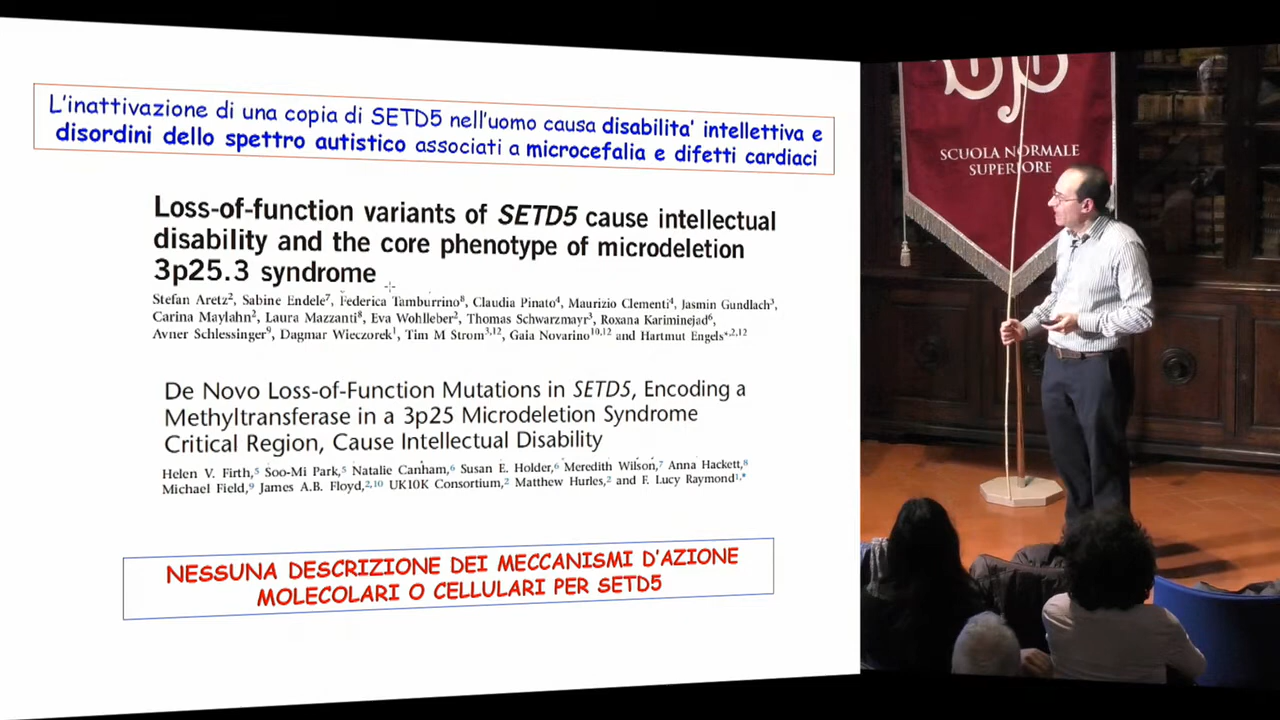 L'inattivazione di una copia di SETD5 nell'uomo causa disabilita' intellettiva e
disordini dello spettro autistico associati a microcefalia e difetti cardiaci
Loss-of-function variants of SETD5 cause intellectual
disability and the core phenotype of microdeletion
3p25.3 syndrome
Stefan Aretz2, Sabine Endele7, Federica Tamburrino8, Claudia Pinato4, Maurizio Clementi4, Jasmin Gundlach3,
Carina Maylahn2, Laura Mazzanti8, Eva Wohlleber2, Thomas Schwarzmayr3, Roxana Kariminejad6,
Avner Schlessinger9, Dagmar Wieczorek1, Tim M Strom3,12, Gaia Novarino10,12 and Hartmut Engels*,2,12
De Novo Loss-of-Function Mutations in SETD5, Encoding a
Methyltransferase in a 3p25 Microdeletion Syndrome
Critical Region, Cause Intellectual Disability
Helen V. Firth,5 Soo-Mi Park,5 Natalie Canham,6 Susan E. Holder,6 Meredith Wilson,7 Anna Hackett,8
Michael Field,9 James A.B. Floyd,2,10 UK10K Consortium,2 Matthew Hurles,2 and F. Lucy Raymond1,*
NESSUNA DESCRIZIONE DEI MECCANISMI D'AZIONE
MOLECOLARI O CELLULARI PER SETD5
SCUOLA NORMALE
SUPERIORE